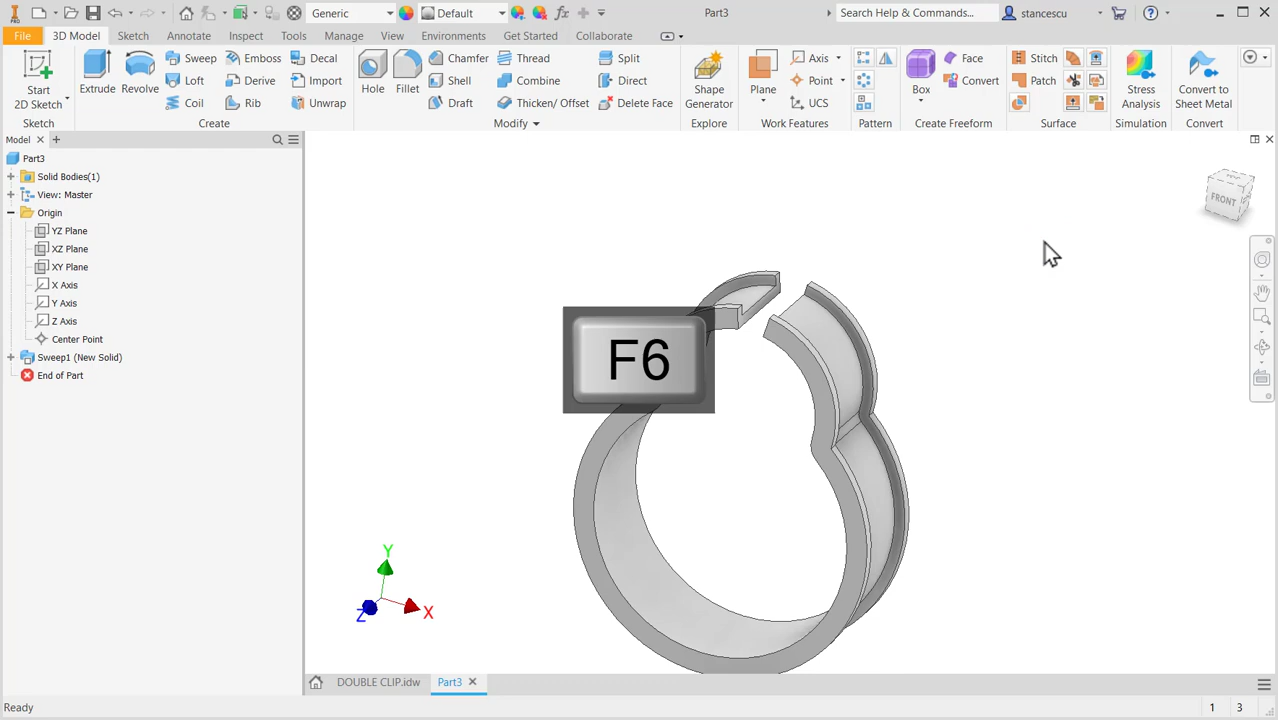 PRO
Generic
Default
Part3
Search Help & Commands...
stancescu
File
3D Model
Sketch
Annotate
Inspect
Tools
Manage
View
Environments
Get Started
Collaborate
Start
2D Sketch
Extrude
Revolve
Sweep
Loft
Coil
Emboss
Derive
Rib
Decal
Import
Unwrap
Hole
Fillet
Chamfer
Shell
Draft
Thread
Combine
Thicken/ Offset
Split
Direct
Delete Face
Shape
Generator
Plane
Axis
Point
UCS
Box
Face
Convert
Stitch
Patch
Stress
Analysis
Convert to
Sheet Metal
Sketch
Create
Modify
Explore
Work Features
Pattern
Create Freeform
Surface
Simulation
Convert
Model
Part3
Solid Bodies(1)
View: Master
Origin
YZ Plane
XZ Plane
XY Plane
X Axis
Y Axis
Z Axis
Center Point
Sweep1 (New Solid)
End of Part
FRONT
F6
Y
Z
X
DOUBLE CLIP.idw
Part3
Ready
1
3